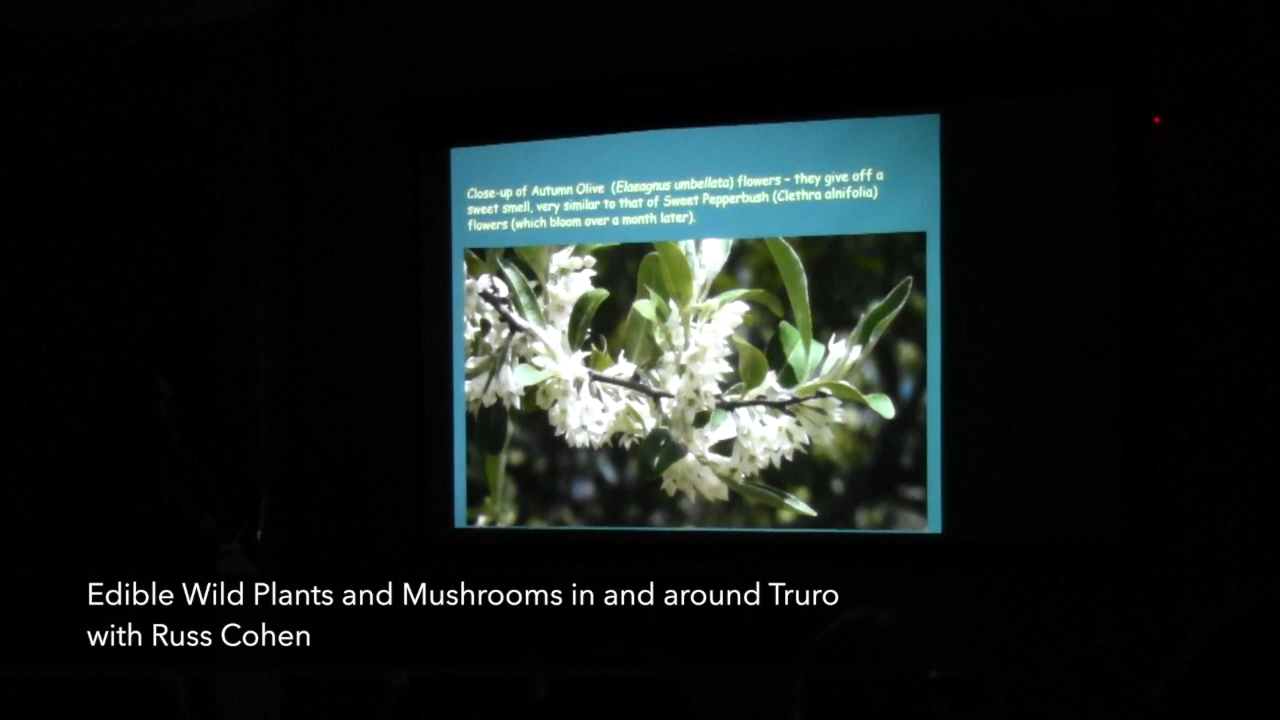 Close-up of Autumn Olive (Elaeagnus umbellata) flowers – they give off a
sweet smell, very similar to that of Sweet Pepperbush (Clethra alnifolia)
flowers (which bloom over a month later).
Edible Wild Plants and Mushrooms in and around Truro
with Russ Cohen